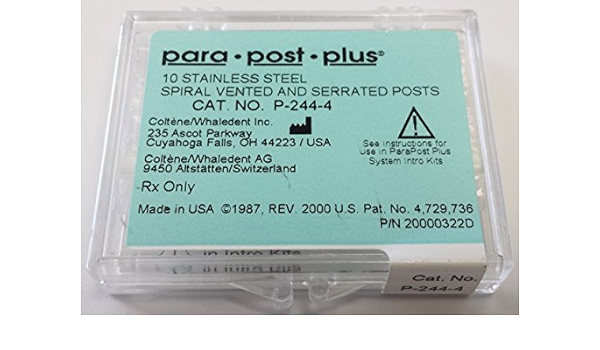 para • post • plus®
10 STAINLESS STEEL
SPIRAL VENTED AND SERRATED POSTS
CAT. NO. P-244-4
Coltène/Whaledent Inc.
235 Ascot Parkway
Cuyahoga Falls, OH 44223 / USA
Coltène/Whaledent AG
9450 Altstätten/Switzerland
Rx Only
See instructions for
Use in ParaPost Plus
System Intro Kits
Made in USA ©1987, REV. 2000 U.S. Pat. No. 4,729,736
P/N 20000322D
in Intro Kits
Cat. No.
P-244-4